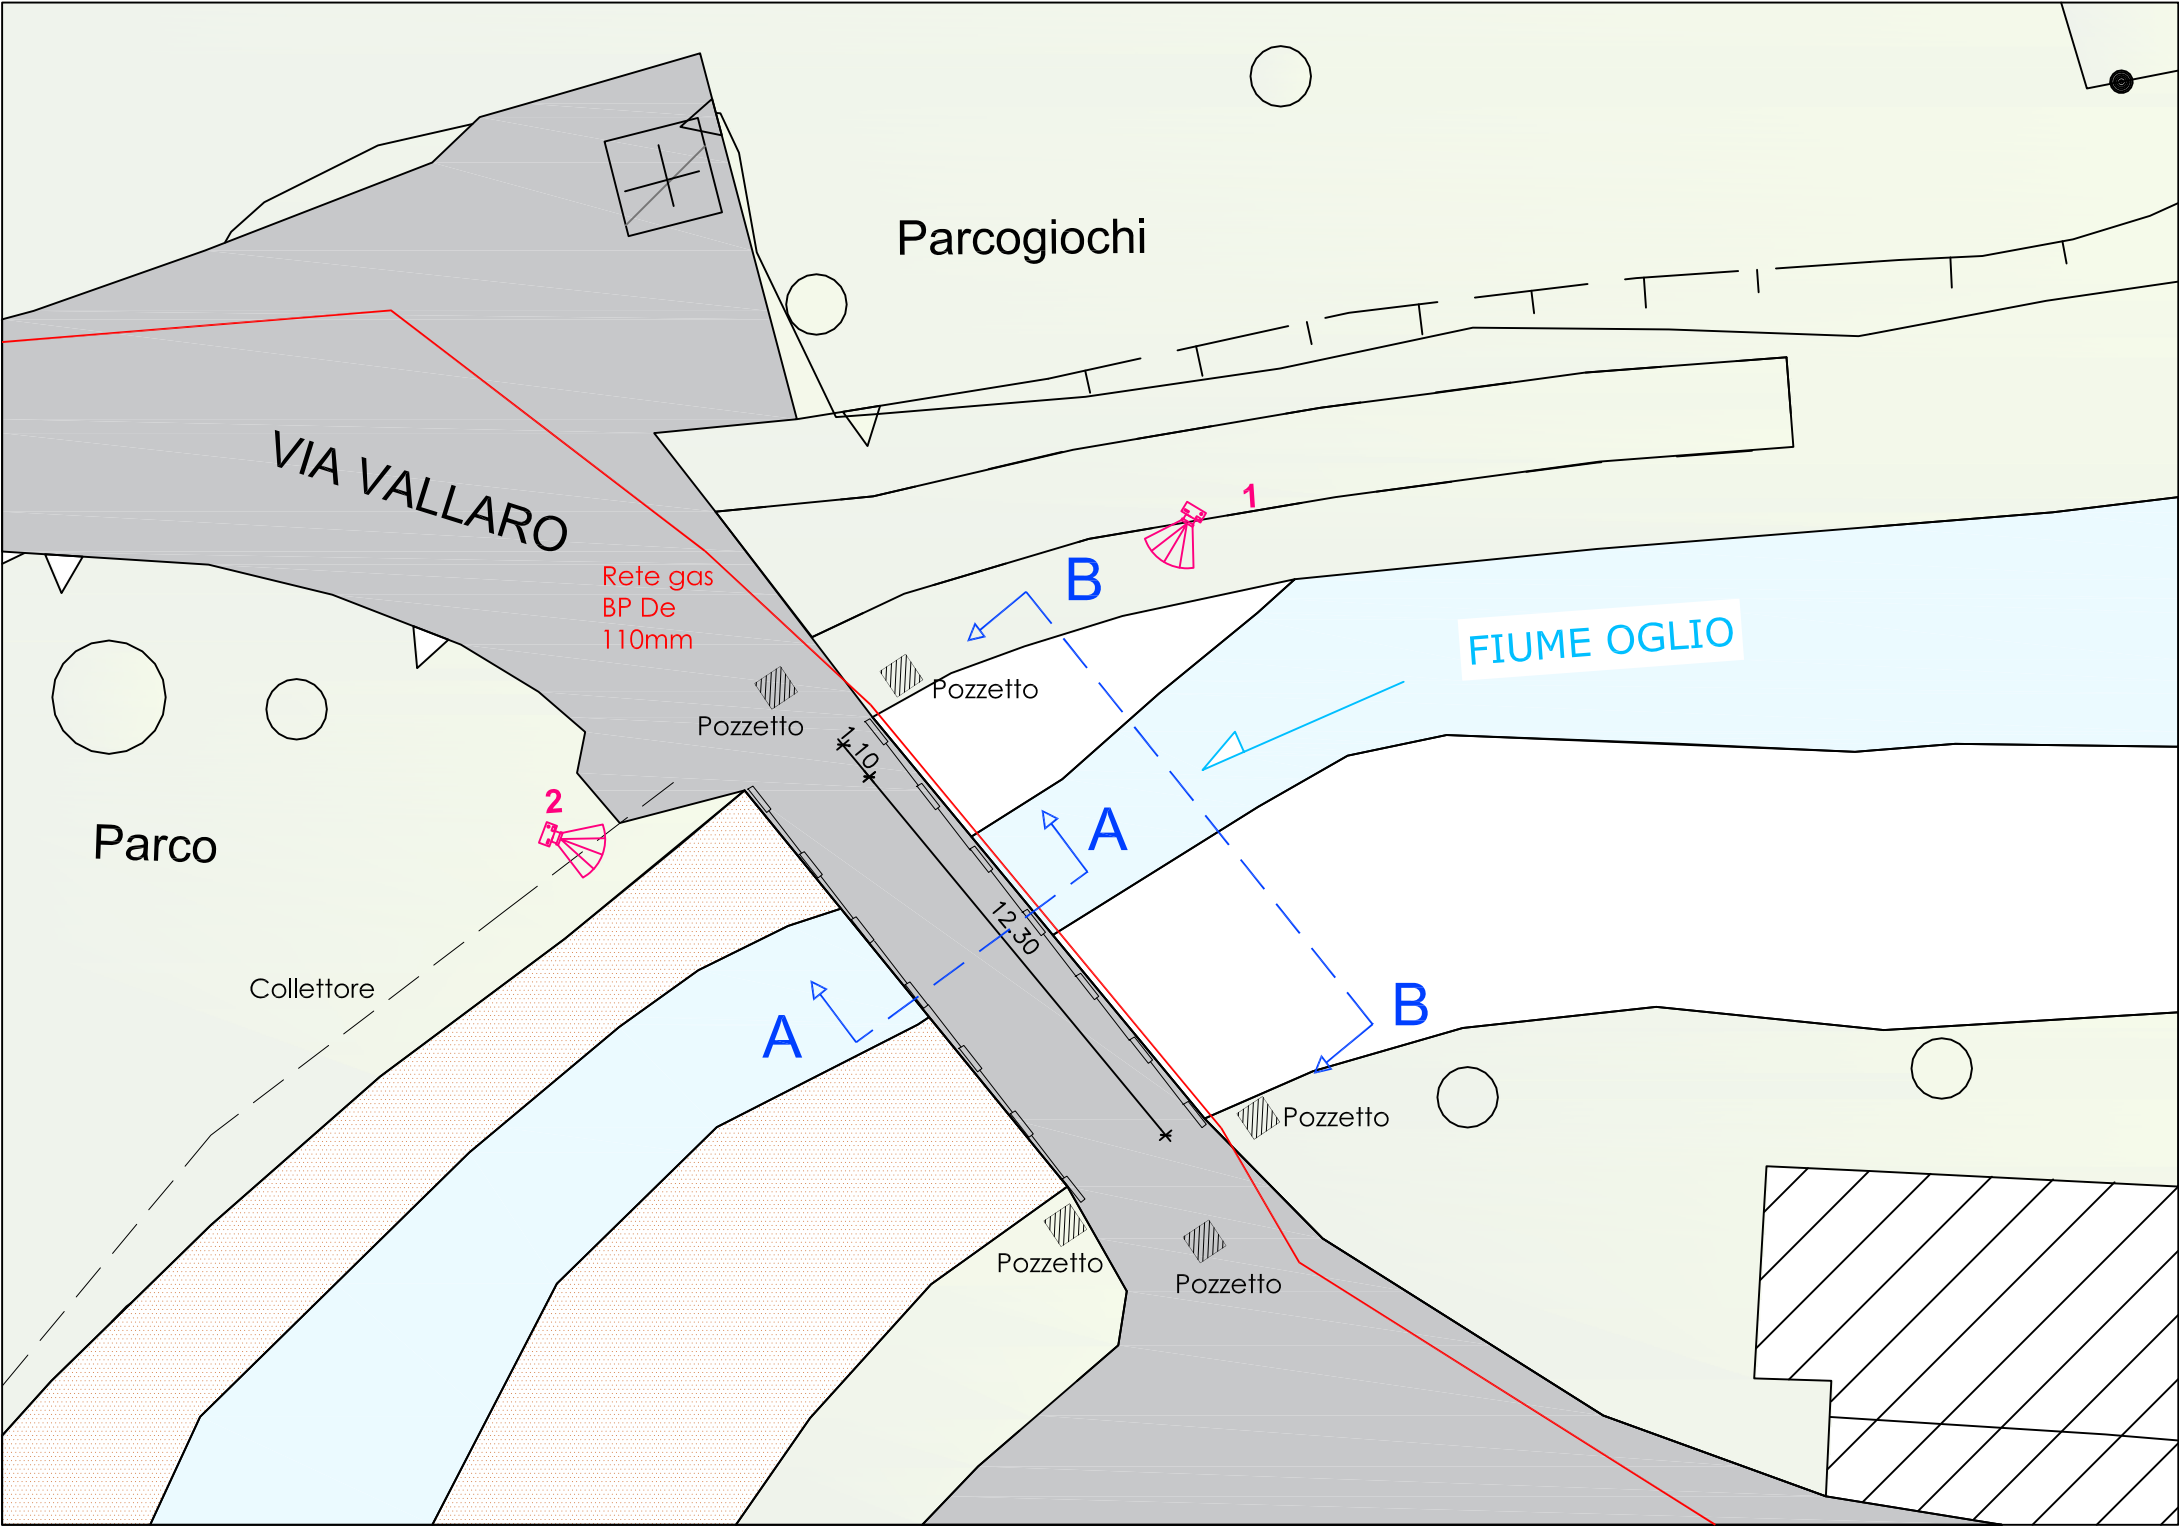 Parcogiochi
VIA VALLARO
1
B
Rete gas
BP De
110mm
FIUME OGLIO
Pozzetto
Pozzetto
1.10
2
A
Parco
12.30
Collettore
B
A
Pozzetto
Pozzetto
Pozzetto